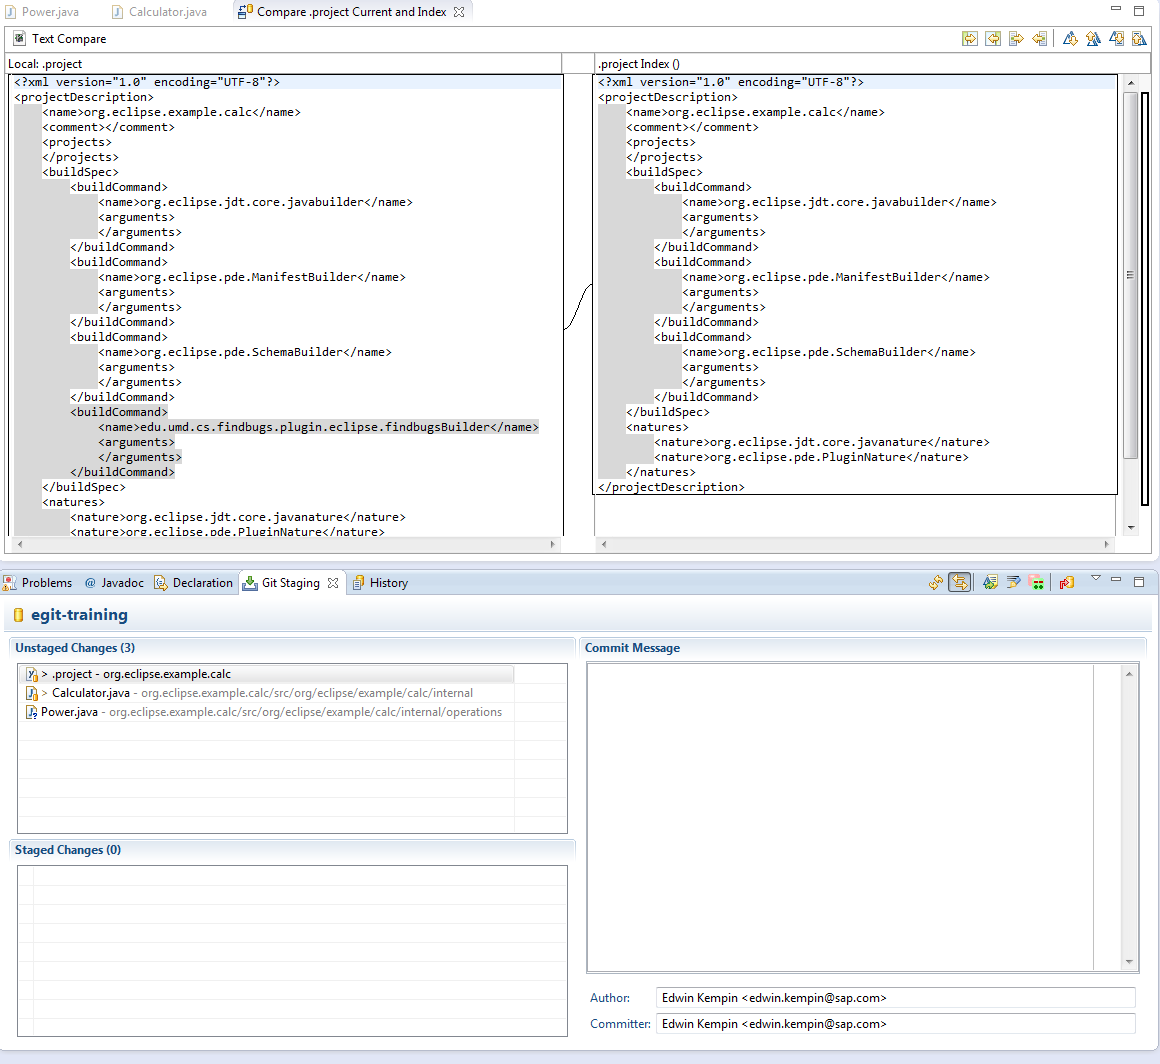 Power.java
Calculator.java
Compare .project Current and Index
Text Compare
Local: .project
<?xml version="1.0" encoding="UTF-8"?>
<projectDescription>
<name>org.eclipse.example.calc</name>
<comment></comment>
<projects>
</projects>
<buildSpec>
<buildCommand>
<name>org.eclipse.jdt.core.javabuilder</name>
<arguments>
</arguments>
</buildCommand>
<buildCommand>
<name>org.eclipse.pde.ManifestBuilder</name>
<arguments>
</arguments>
</buildCommand>
<buildCommand>
<name>org.eclipse.pde.SchemaBuilder</name>
<arguments>
</arguments>
</buildCommand>
<buildCommand>
<name>edu.umd.cs.findbugs.plugin.eclipse.findbugsBuilder</name>
<arguments>
</arguments>
</buildCommand>
</buildSpec>
<natures>
<nature>org.eclipse.jdt.core.javanature</nature>
<nature>org.eclipse.pde.PluginNature</nature>
.project Index ()
<?xml version="1.0" encoding="UTF-8"?>
<projectDescription>
<name>org.eclipse.example.calc</name>
<comment></comment>
<projects>
</projects>
<buildSpec>
<buildCommand>
<name>org.eclipse.jdt.core.javabuilder</name>
<arguments>
</arguments>
</buildCommand>
<buildCommand>
<name>org.eclipse.pde.ManifestBuilder</name>
<arguments>
</arguments>
</buildCommand>
<buildCommand>
<name>org.eclipse.pde.SchemaBuilder</name>
<arguments>
</arguments>
</buildCommand>
</buildSpec>
<natures>
<nature>org.eclipse.jdt.core.javanature</nature>
<nature>org.eclipse.pde.PluginNature</nature>
</natures>
</projectDescription>
Problems
@ Javadoc
Declaration
Git Staging
History
egit-training
Unstaged Changes (3)
> .project - org.eclipse.example.calc
> Calculator.java - org.eclipse.example.calc/src/org/eclipse/example/calc/internal
Power.java - org.eclipse.example.calc/src/org/eclipse/example/calc/internal/operations
Staged Changes (0)
Commit Message
Author: Edwin Kempin <edwin.kempin@sap.com>
Committer: Edwin Kempin <edwin.kempin@sap.com>